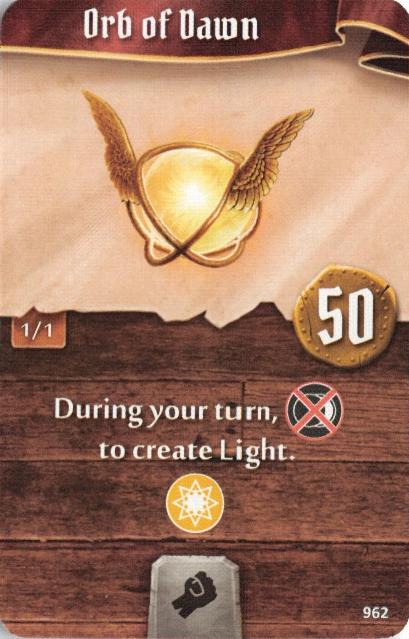 Orb of Dawn
1/1
50
During your turn,
to create Light.
962